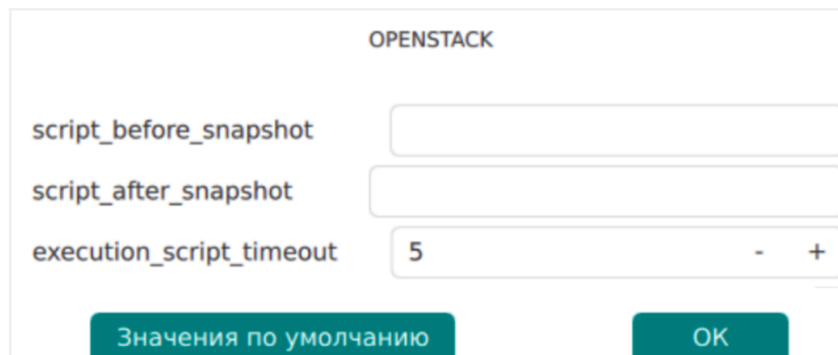 OPENSTACK
script_before_snapshot
script_after_snapshot
execution_script_timeout 5 - +
Значения по умолчанию OK